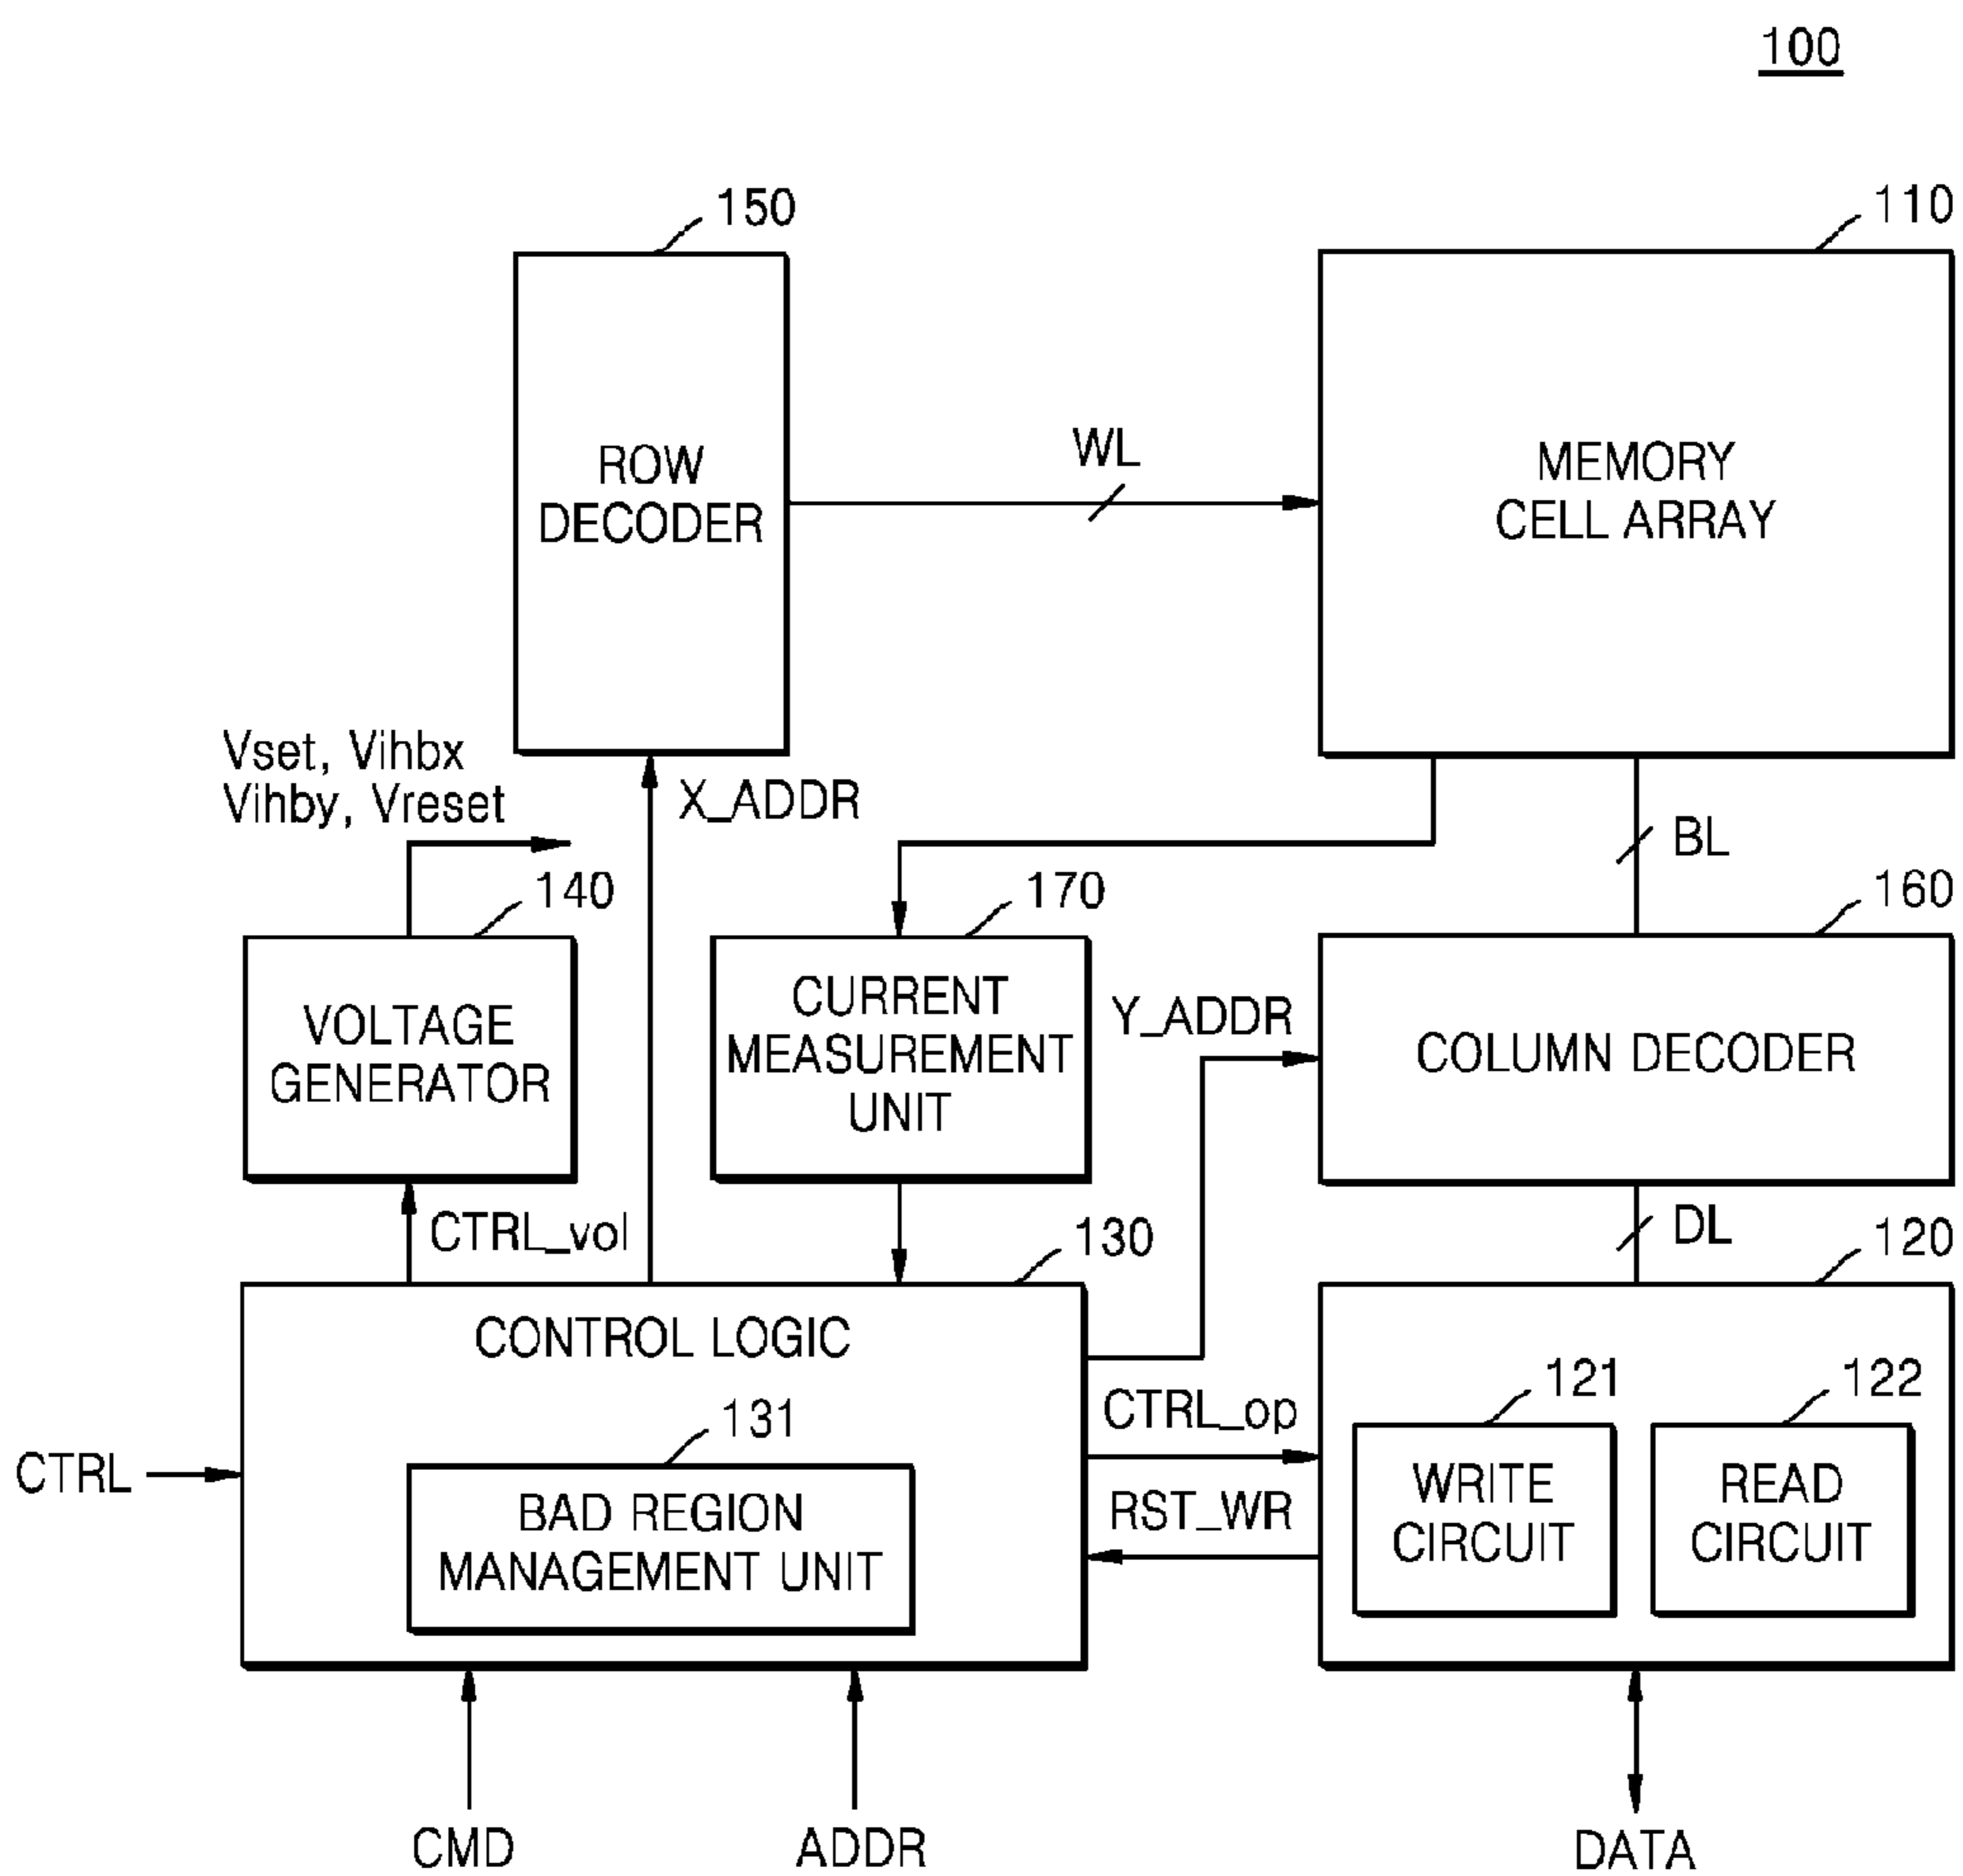 100
150
110
ROW
DECODER
WL
MEMORY
CELL ARRAY
Vset, Vihbx
Vihby, Vreset
X_ADDR
BL
140
170
160
VOLTAGE
GENERATOR
CURRENT
MEASUREMENT
UNIT
Y_ADDR
COLUMN DECODER
CTRL_vol
130
DL
120
CONTROL LOGIC
CTRL_op
121
122
131
CTRL
BAD REGION
MANAGEMENT UNIT
RST_WR
WRITE
CIRCUIT
READ
CIRCUIT
CMD
ADDR
DATA